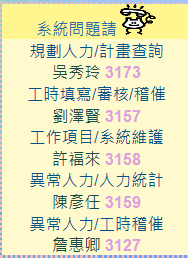 系統問題請
規劃人力/計畫查詢
吳秀玲 3173
工時填寫/審核/稽催
劉澤賢 3157
工作項目/系統維護
許福來 3158
異常人力/人力統計
陳彥任 3159
異常人力/工時稽催
詹惠卿 3127